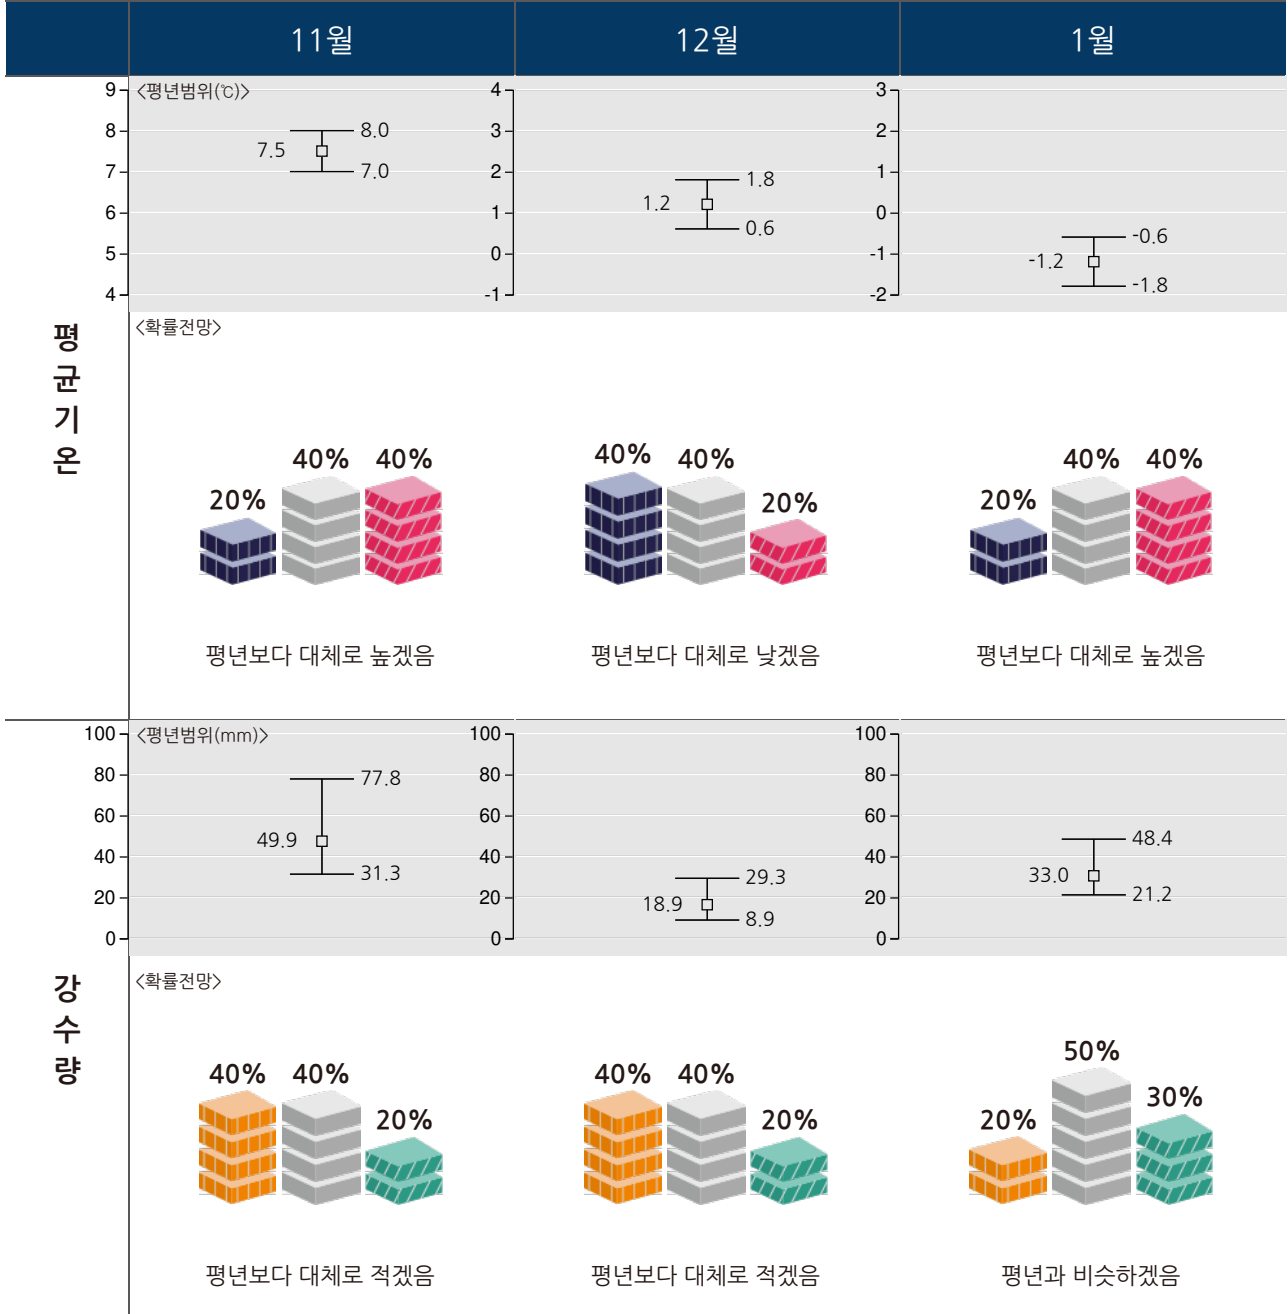 11월 12월 1월
평균기온
<평년범위(℃)>
9 8 7 6 5 4
8.0
7.5
7.0
4 3 2 1 0 -1
1.8
1.2
0.6
3 2 1 0 -1 -2
-0.6
-1.2
-1.8
<확률전망>
20% 40% 40%
40% 40% 20%
20% 40% 40%
평년보다 대체로 높겠음
평년보다 대체로 낮겠음
평년보다 대체로 높겠음
강수량
<평년범위(mm)>
100 80 60 40 20 0
77.8
49.9
31.3
100 80 60 40 20 0
29.3
18.9
8.9
100 80 60 40 20 0
48.4
33.0
21.2
<확률전망>
40% 40% 20%
40% 40% 20%
20% 50% 30%
평년보다 대체로 적겠음
평년보다 대체로 적겠음
평년과 비슷하겠음